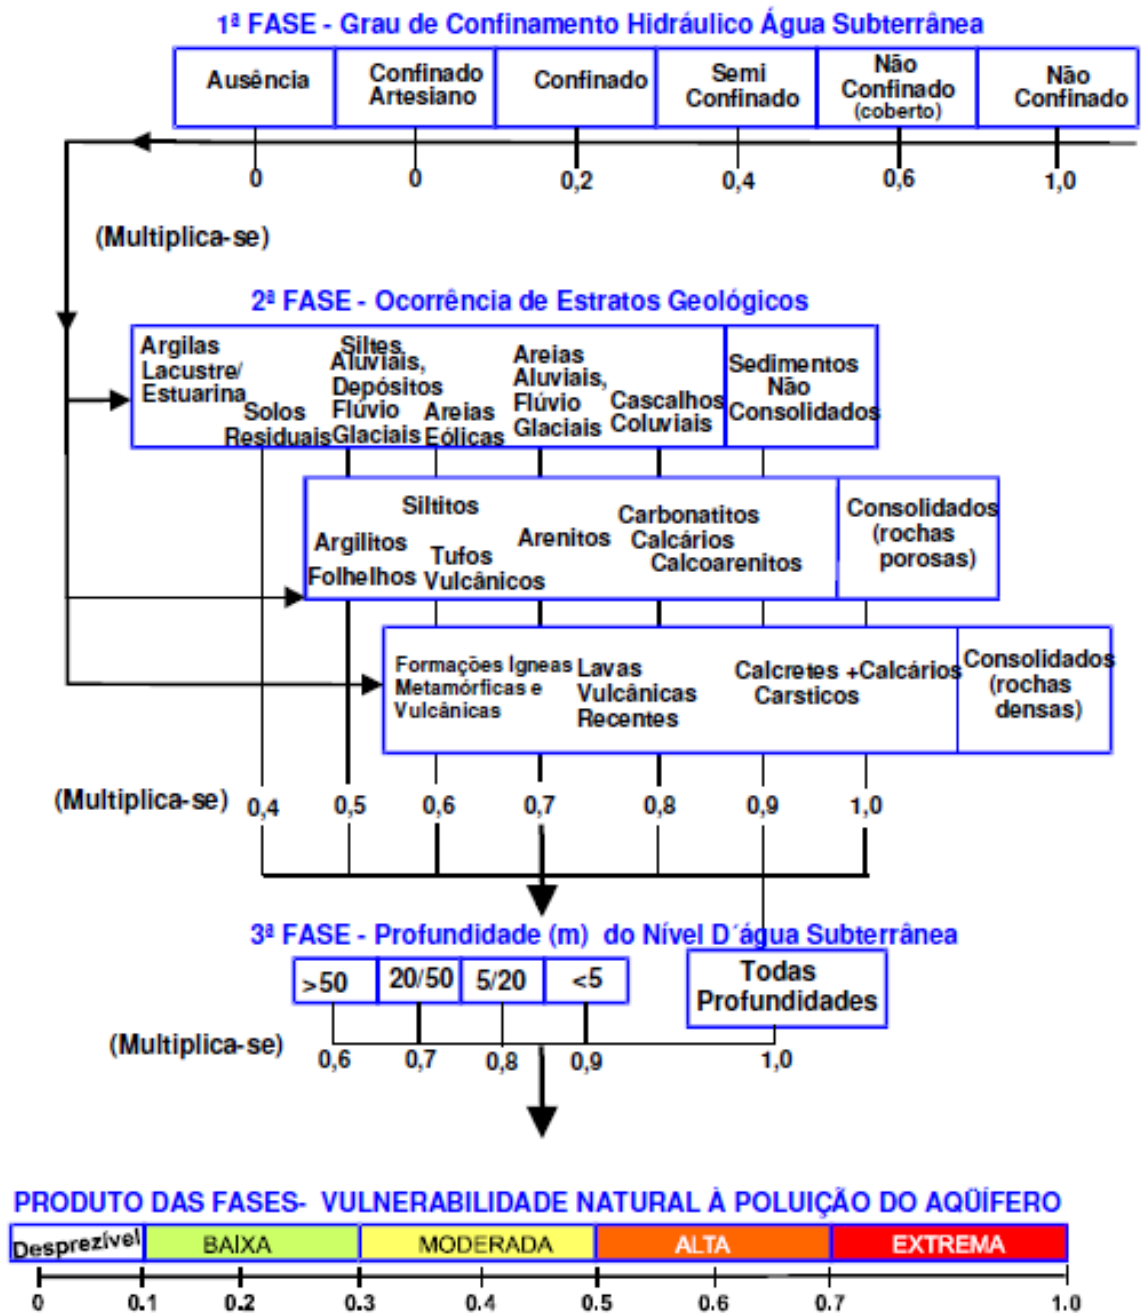 1ª FASE - Grau de Confinamento Hidráulico Água Subterrânea
Ausência
Confinado
Artesiano
Confinado
Semi
Confinado
Não
Confinado
(coberto)
Não
Confinado
0
0
0,2
0,4
0,6
1,0
(Multiplica-se)
2ª FASE - Ocorrência de Estratos Geológicos
Argilas
Lacustre/
Estuarina
Solos
Residuais
Siltes
Aluviais,
Depósitos
Flúvio
Glaciais
Areias
Eólicas
Areias
Aluviais,
Flúvio
Glaciais
Cascalhos
Coluviais
Sedimentos
Não
Consolidados
Argilitos
Folhelhos
Siltitos
Tufos
Vulcânicos
Arenitos
Carbonatitos
Calcários
Calcoarenitos
Consolidados
(rochas
porosas)
Formações Igneas
Metamórficas e
Vulcânicas
Lavas
Vulcânicas
Recentes
Calcretes +Calcários
Carsticos
Consolidados
(rochas
densas)
(Multiplica-se)
0,4
0,5
0,6
0,7
0,8
0,9
1,0
3ª FASE - Profundidade (m) do Nível D´água Subterrânea
>50
20/50
5/20
<5
Todas
Profundidades
(Multiplica-se)
0,6
0,7
0,8
0,9
1,0
PRODUTO DAS FASES- VULNERABILIDADE NATURAL À POLUIÇÃO DO AQÜÍFERO
Desprezível
BAIXA
MODERADA
ALTA
EXTREMA
0
0.1
0.2
0.3
0.4
0.5
0.6
0.7
1.0